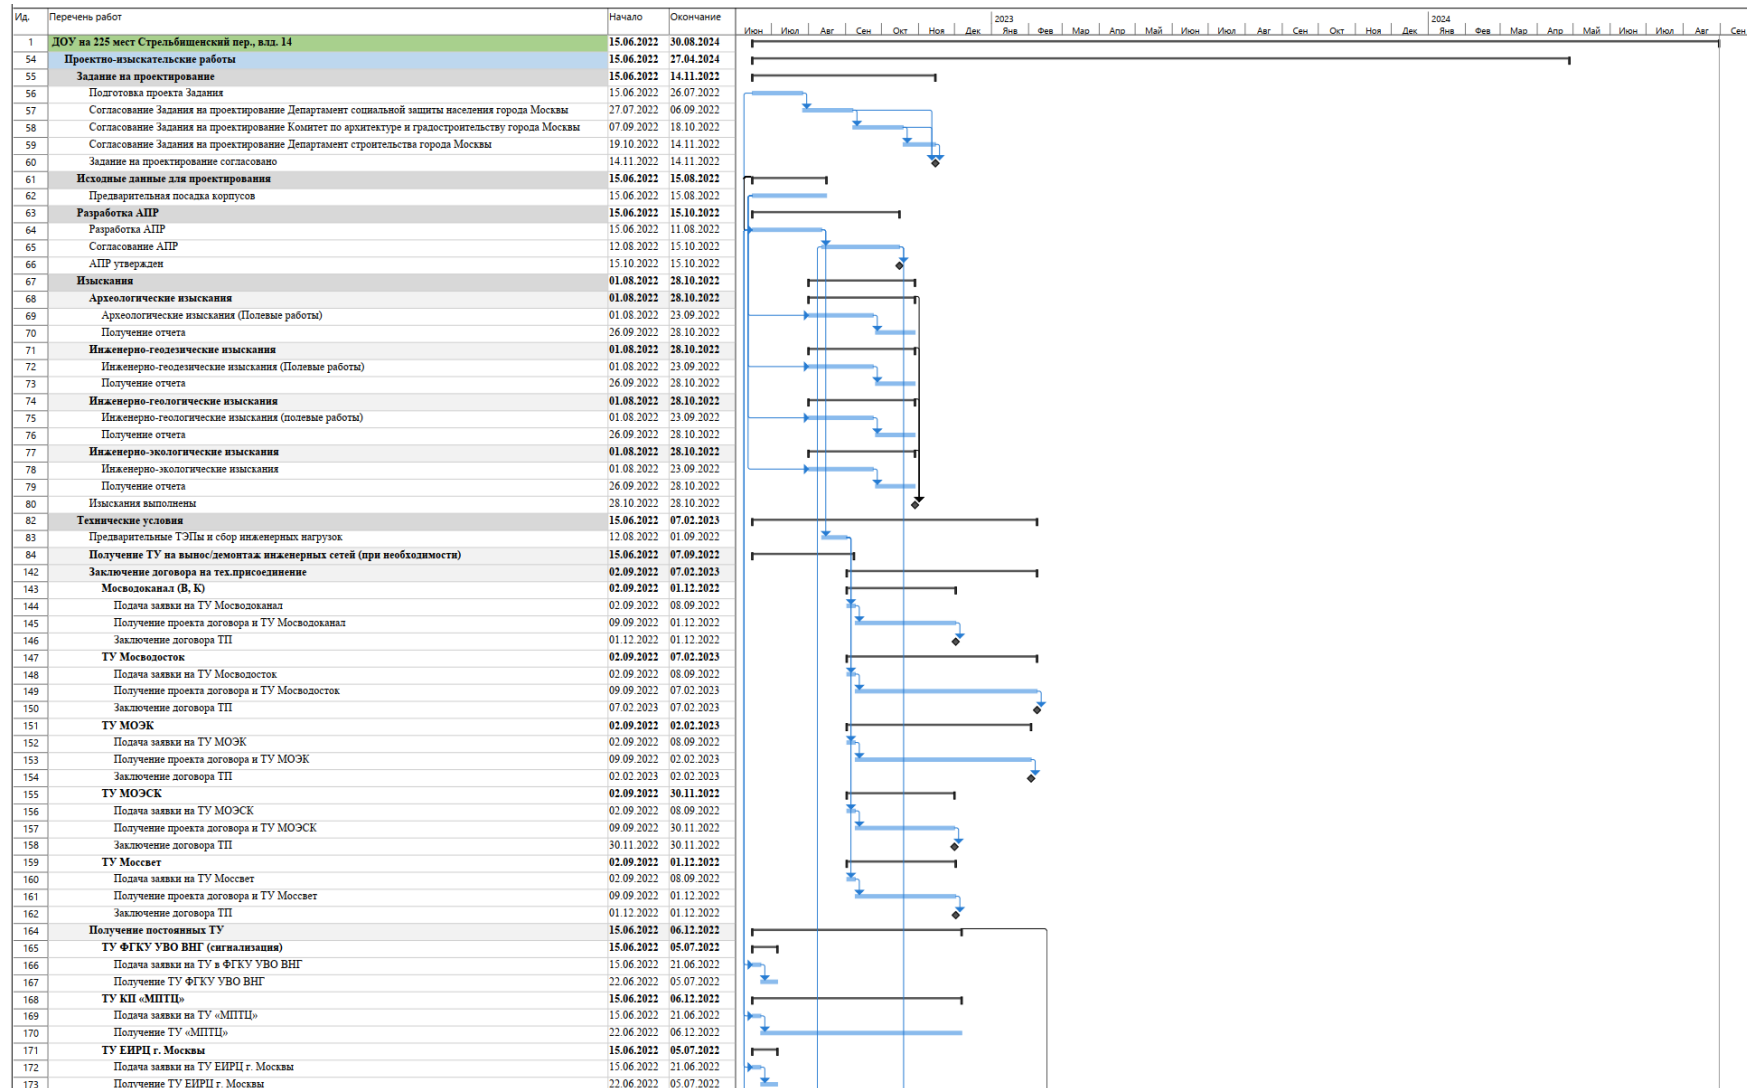 Ид. Перечень работ Начало Окончание
2023 2024
Июн Июл Авг Сен Окт Ноя Дек Янв Фев Мар Апр Май Июн Июл Авг Сен Окт Ноя Дек Янв Фев Мар Апр Май Июн Июл Авг Сен
1 ДОУ на 225 мест Стрельбищенский пер., влд. 14 15.06.2022 30.08.2024
54 Проектно-изыскательские работы 15.06.2022 27.04.2024
55 Задание на проектирование 15.06.2022 14.11.2022
56 Подготовка проекта Задания 15.06.2022 26.07.2022
57 Согласование Задания на проектирование Департамент социальной защиты населения города Москвы 27.07.2022 06.09.2022
58 Согласование Задания на проектирование Комитет по архитектуре и градостроительству города Москвы 07.09.2022 18.10.2022
59 Согласование Задания на проектирование Департамент строительства города Москвы 19.10.2022 14.11.2022
60 Задание на проектирование согласовано 14.11.2022 14.11.2022
61 Исходные данные для проектирования 15.06.2022 15.08.2022
62 Предварительная посадка корпусов 15.06.2022 15.08.2022
63 Разработка АПР 15.06.2022 15.10.2022
64 Разработка АПР 15.06.2022 11.08.2022
65 Согласование АПР 12.08.2022 15.10.2022
66 АПР утвержден 15.10.2022 15.10.2022
67 Изыскания 01.08.2022 28.10.2022
68 Археологические изыскания 01.08.2022 28.10.2022
69 Археологические изыскания (Полевые работы) 01.08.2022 23.09.2022
70 Получение отчета 26.09.2022 28.10.2022
71 Инженерно-геодезические изыскания 01.08.2022 28.10.2022
72 Инженерно-геодезические изыскания (Полевые работы) 01.08.2022 23.09.2022
73 Получение отчета 26.09.2022 28.10.2022
74 Инженерно-геологические изыскания 01.08.2022 28.10.2022
75 Инженерно-геологические изыскания (полевые работы) 01.08.2022 23.09.2022
76 Получение отчета 26.09.2022 28.10.2022
77 Инженерно-экологические изыскания 01.08.2022 28.10.2022
78 Инженерно-экологические изыскания 01.08.2022 23.09.2022
79 Получение отчета 26.09.2022 28.10.2022
80 Изыскания выполнены 28.10.2022 28.10.2022
82 Технические условия 15.06.2022 07.02.2023
83 Предварительные ТЭПы и сбор инженерных нагрузок 12.08.2022 01.09.2022
84 Получение ТУ на вынос/демонтаж инженерных сетей (при необходимости) 15.06.2022 07.09.2022
142 Заключение договора на тех.присоединение 02.09.2022 07.02.2023
143 Мосводоканал (В, К) 02.09.2022 01.12.2022
144 Подача заявки на ТУ Мосводоканал 02.09.2022 08.09.2022
145 Получение проекта договора и ТУ Мосводоканал 09.09.2022 01.12.2022
146 Заключение договора ТП 01.12.2022 01.12.2022
147 ТУ Мосводосток 02.09.2022 07.02.2023
148 Подача заявки на ТУ Мосводосток 02.09.2022 08.09.2022
149 Получение проекта договора и ТУ Мосводосток 09.09.2022 07.02.2023
150 Заключение договора ТП 07.02.2023 07.02.2023
151 ТУ МОЭК 02.09.2022 02.02.2023
152 Подача заявки на ТУ МОЭК 02.09.2022 08.09.2022
153 Получение проекта договора и ТУ МОЭК 09.09.2022 02.02.2023
154 Заключение договора ТП 02.02.2023 02.02.2023
155 ТУ МОЭСК 02.09.2022 30.11.2022
156 Подача заявки на ТУ МОЭСК 02.09.2022 08.09.2022
157 Получение проекта договора и ТУ МОЭСК 09.09.2022 30.11.2022
158 Заключение договора ТП 30.11.2022 30.11.2022
159 ТУ Моссвет 02.09.2022 01.12.2022
160 Подача заявки на ТУ Моссвет 02.09.2022 08.09.2022
161 Получение проекта договора и ТУ Моссвет 09.09.2022 01.12.2022
162 Заключение договора ТП 01.12.2022 01.12.2022
164 Получение постоянных ТУ 15.06.2022 06.12.2022
165 ТУ ФГКУ УВО ВНГ (сигнализация) 15.06.2022 05.07.2022
166 Подача заявки на ТУ в ФГКУ УВО ВНГ 15.06.2022 21.06.2022
167 Получение ТУ ФГКУ УВО ВНГ 22.06.2022 05.07.2022
168 ТУ КП «МПТЦ» 15.06.2022 06.12.2022
169 Подача заявки на ТУ «МПТЦ» 15.06.2022 21.06.2022
170 Получение ТУ «МПТЦ» 22.06.2022 06.12.2022
171 ТУ ЕИРЦ г. Москвы 15.06.2022 05.07.2022
172 Подача заявки на ТУ ЕИРЦ г. Москвы 15.06.2022 21.06.2022
173 Получение ТУ ЕИРЦ г. Москвы 22.06.2022 05.07.2022